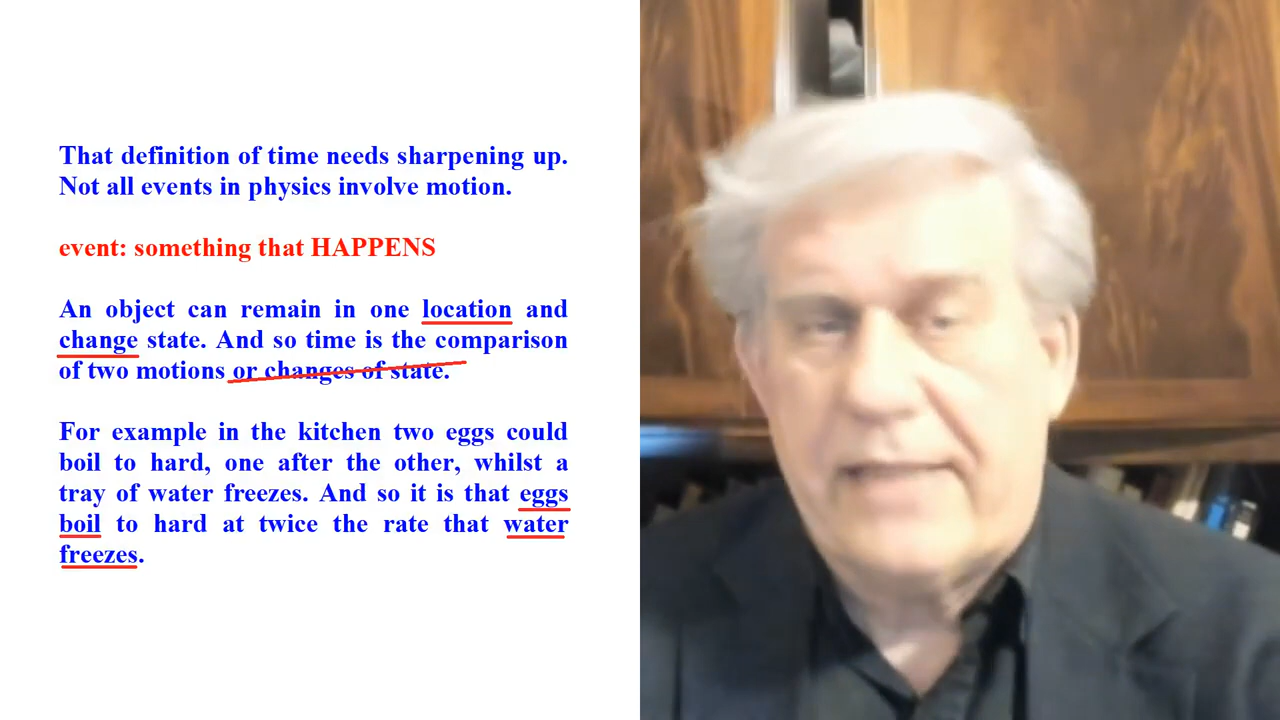 That definition of time needs sharpening up.
Not all events in physics involve motion.
event: something that HAPPENS
An object can remain in one location and
change state. And so time is the comparison
of two motions or changes of state.
For example in the kitchen two eggs could
boil to hard, one after the other, whilst a
tray of water freezes. And so it is that eggs
boil to hard at twice the rate that water
freezes.